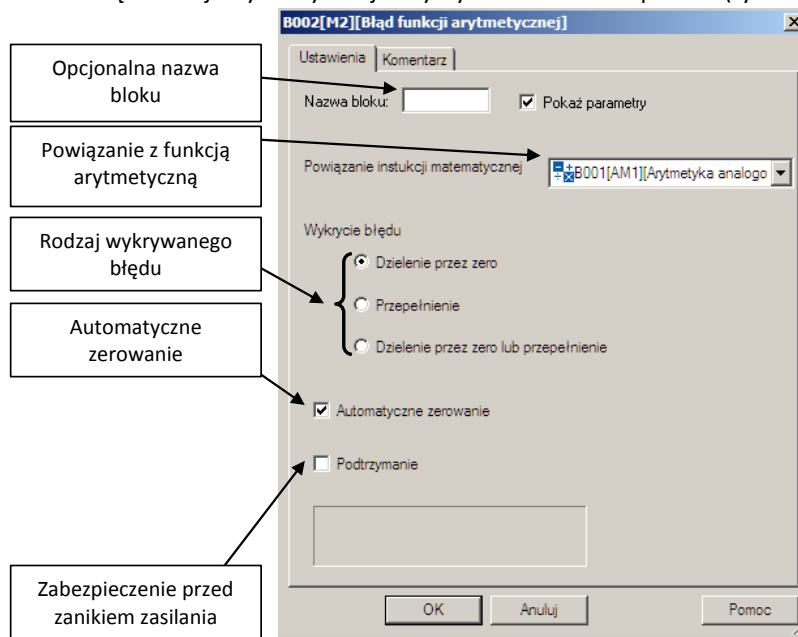 B002[M2][Błąd funkcji arytmetycznej]
Ustawienia Komentarz
Opcjonalna nazwa
bloku
Nazwa bloku: Pokaż parametry
Powiązanie z funkcją
arytmetyczną
Powiązanie instukcji matematycznej B001[AM1][Arytmetyka analogo
Rodzaj wykrywanego
błędu
Wykrycie błędu
Dzielenie przez zero
Przepełnienie
Dzielenie przez zero lub przepełnienie
Automatyczne
zerowanie
Automatyczne zerowanie
Podtrzymanie
Zabezpieczenie przed
zanikiem zasilania
OK Anuluj Pomoc